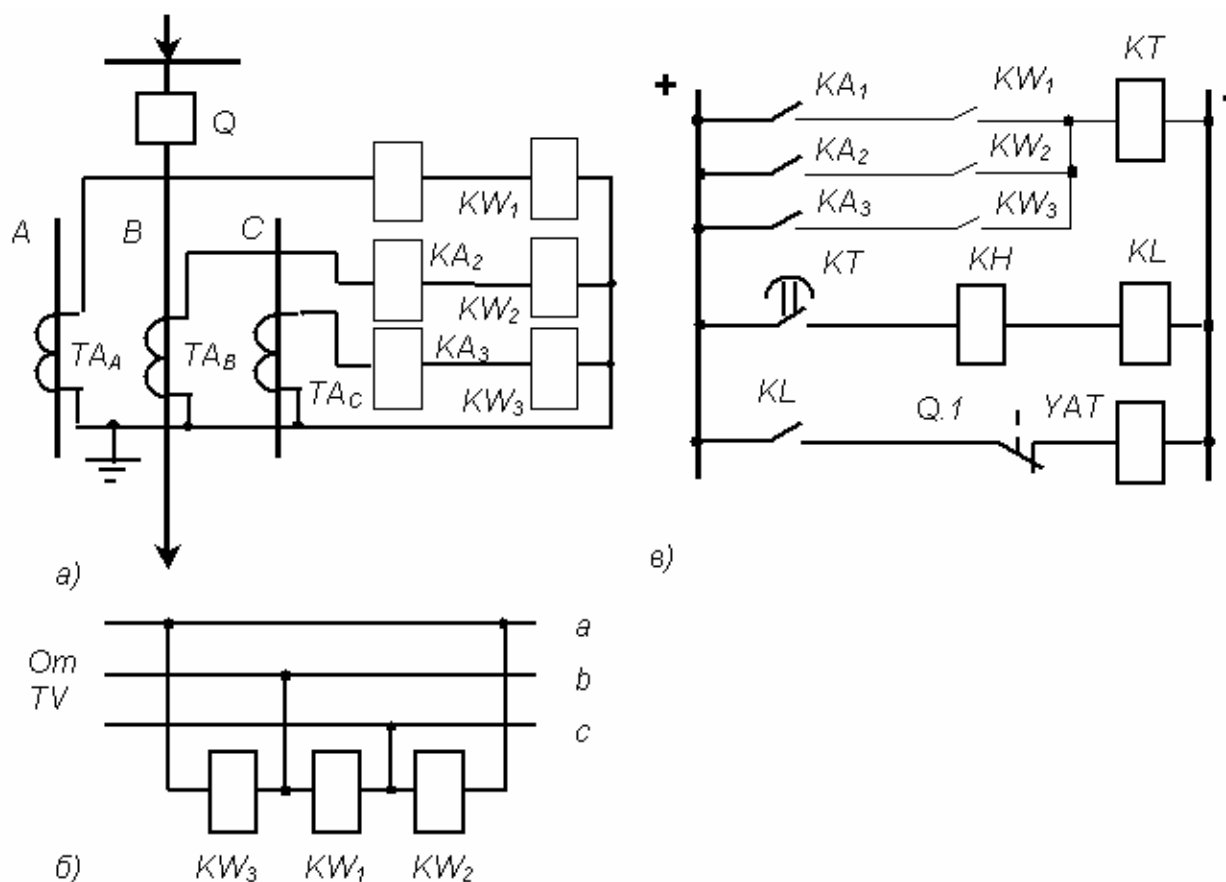 Q
A
B
C
KW1
KA2
KW2
KA3
KW3
TAA
TAB
TAC
а)
От
TV
a
b
c
KW3
KW1
KW2
б)
+
-
KT
KA1
KW1
KA2
KW2
KA3
KW3
KT
KH
KL
KL
Q.1
YAT
в)